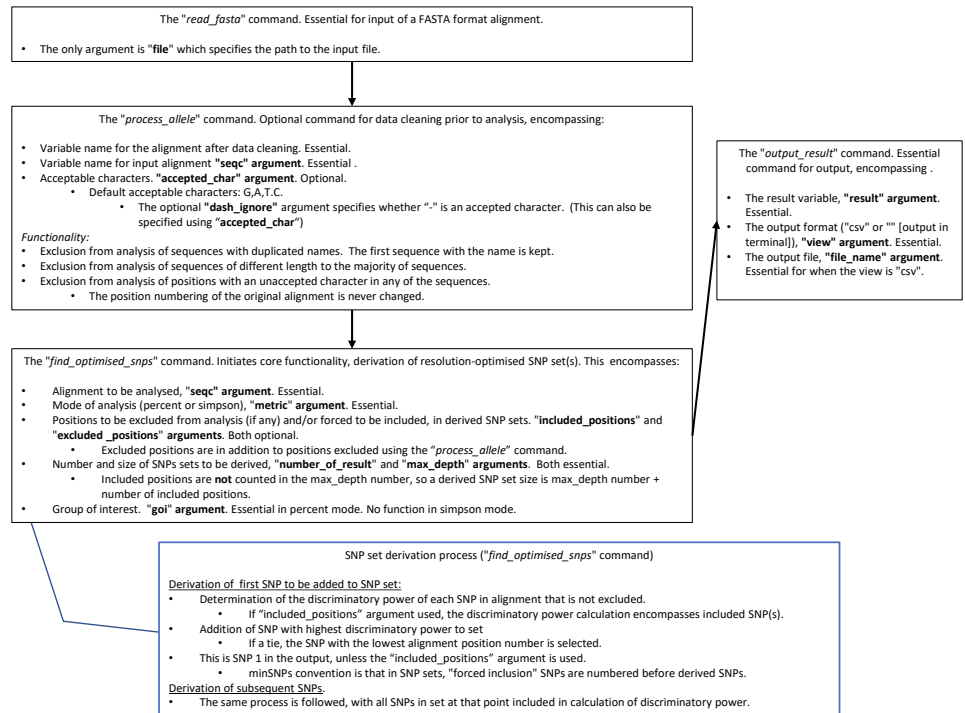 The "read_fasta" command. Essential for input of a FASTA format alignment.
• The only argument is "file" which specifies the path to the input file.
The "process_allele" command. Optional command for data cleaning prior to analysis, encompassing:
• Variable name for the alignment after data cleaning. Essential.
• Variable name for input alignment "seqc" argument. Essential .
• Acceptable characters. "accepted_char" argument. Optional.
• Default acceptable characters: G,A,T.C.
• The optional "dash_ignore" argument specifies whether "-" is an accepted character. (This can also be
specified using "accepted_char")
Functionality:
• Exclusion from analysis of sequences with duplicated names. The first sequence with the name is kept.
• Exclusion from analysis of sequences of different length to the majority of sequences.
• Exclusion from analysis of positions with an unaccepted character in any of the sequences.
• The position numbering of the original alignment is never changed.
The "output_result" command. Essential
command for output, encompassing .
• The result variable, "result" argument.
Essential.
• The output format ("csv" or "" [output in
terminal]), "view" argument. Essential.
• The output file, "file_name" argument.
Essential for when the view is "csv".
The "find_optimised_snps" command. Initiates core functionality, derivation of resolution-optimised SNP set(s). This encompasses:
• Alignment to be analysed, "seqc" argument. Essential.
• Mode of analysis (percent or simpson), "metric" argument. Essential.
• Positions to be excluded from analysis (if any) and/or forced to be included, in derived SNP sets. "included_positions" and
"excluded _positions" arguments. Both optional.
• Excluded positions are in addition to positions excluded using the "process_allele" command.
• Number and size of SNPs sets to be derived, "number_of_result" and "max_depth" arguments. Both essential.
• Included positions are not counted in the max_depth number, so a derived SNP set size is max_depth number +
number of included positions.
• Group of interest. "goi" argument. Essential in percent mode. No function in simpson mode.
SNP set derivation process ("find_optimised_snps" command)
Derivation of first SNP to be added to SNP set:
• Determination of the discriminatory power of each SNP in alignment that is not excluded.
• If "included_positions" argument used, the discriminatory power calculation encompasses included SNP(s).
• Addition of SNP with highest discriminatory power to set
• If a tie, the SNP with the lowest alignment position number is selected.
• This is SNP 1 in the output, unless the "included_positions" argument is used.
• minSNPs convention is that in SNP sets, "forced inclusion" SNPs are numbered before derived SNPs.
Derivation of subsequent SNPs.
• The same process is followed, with all SNPs in set at that point included in calculation of discriminatory power.